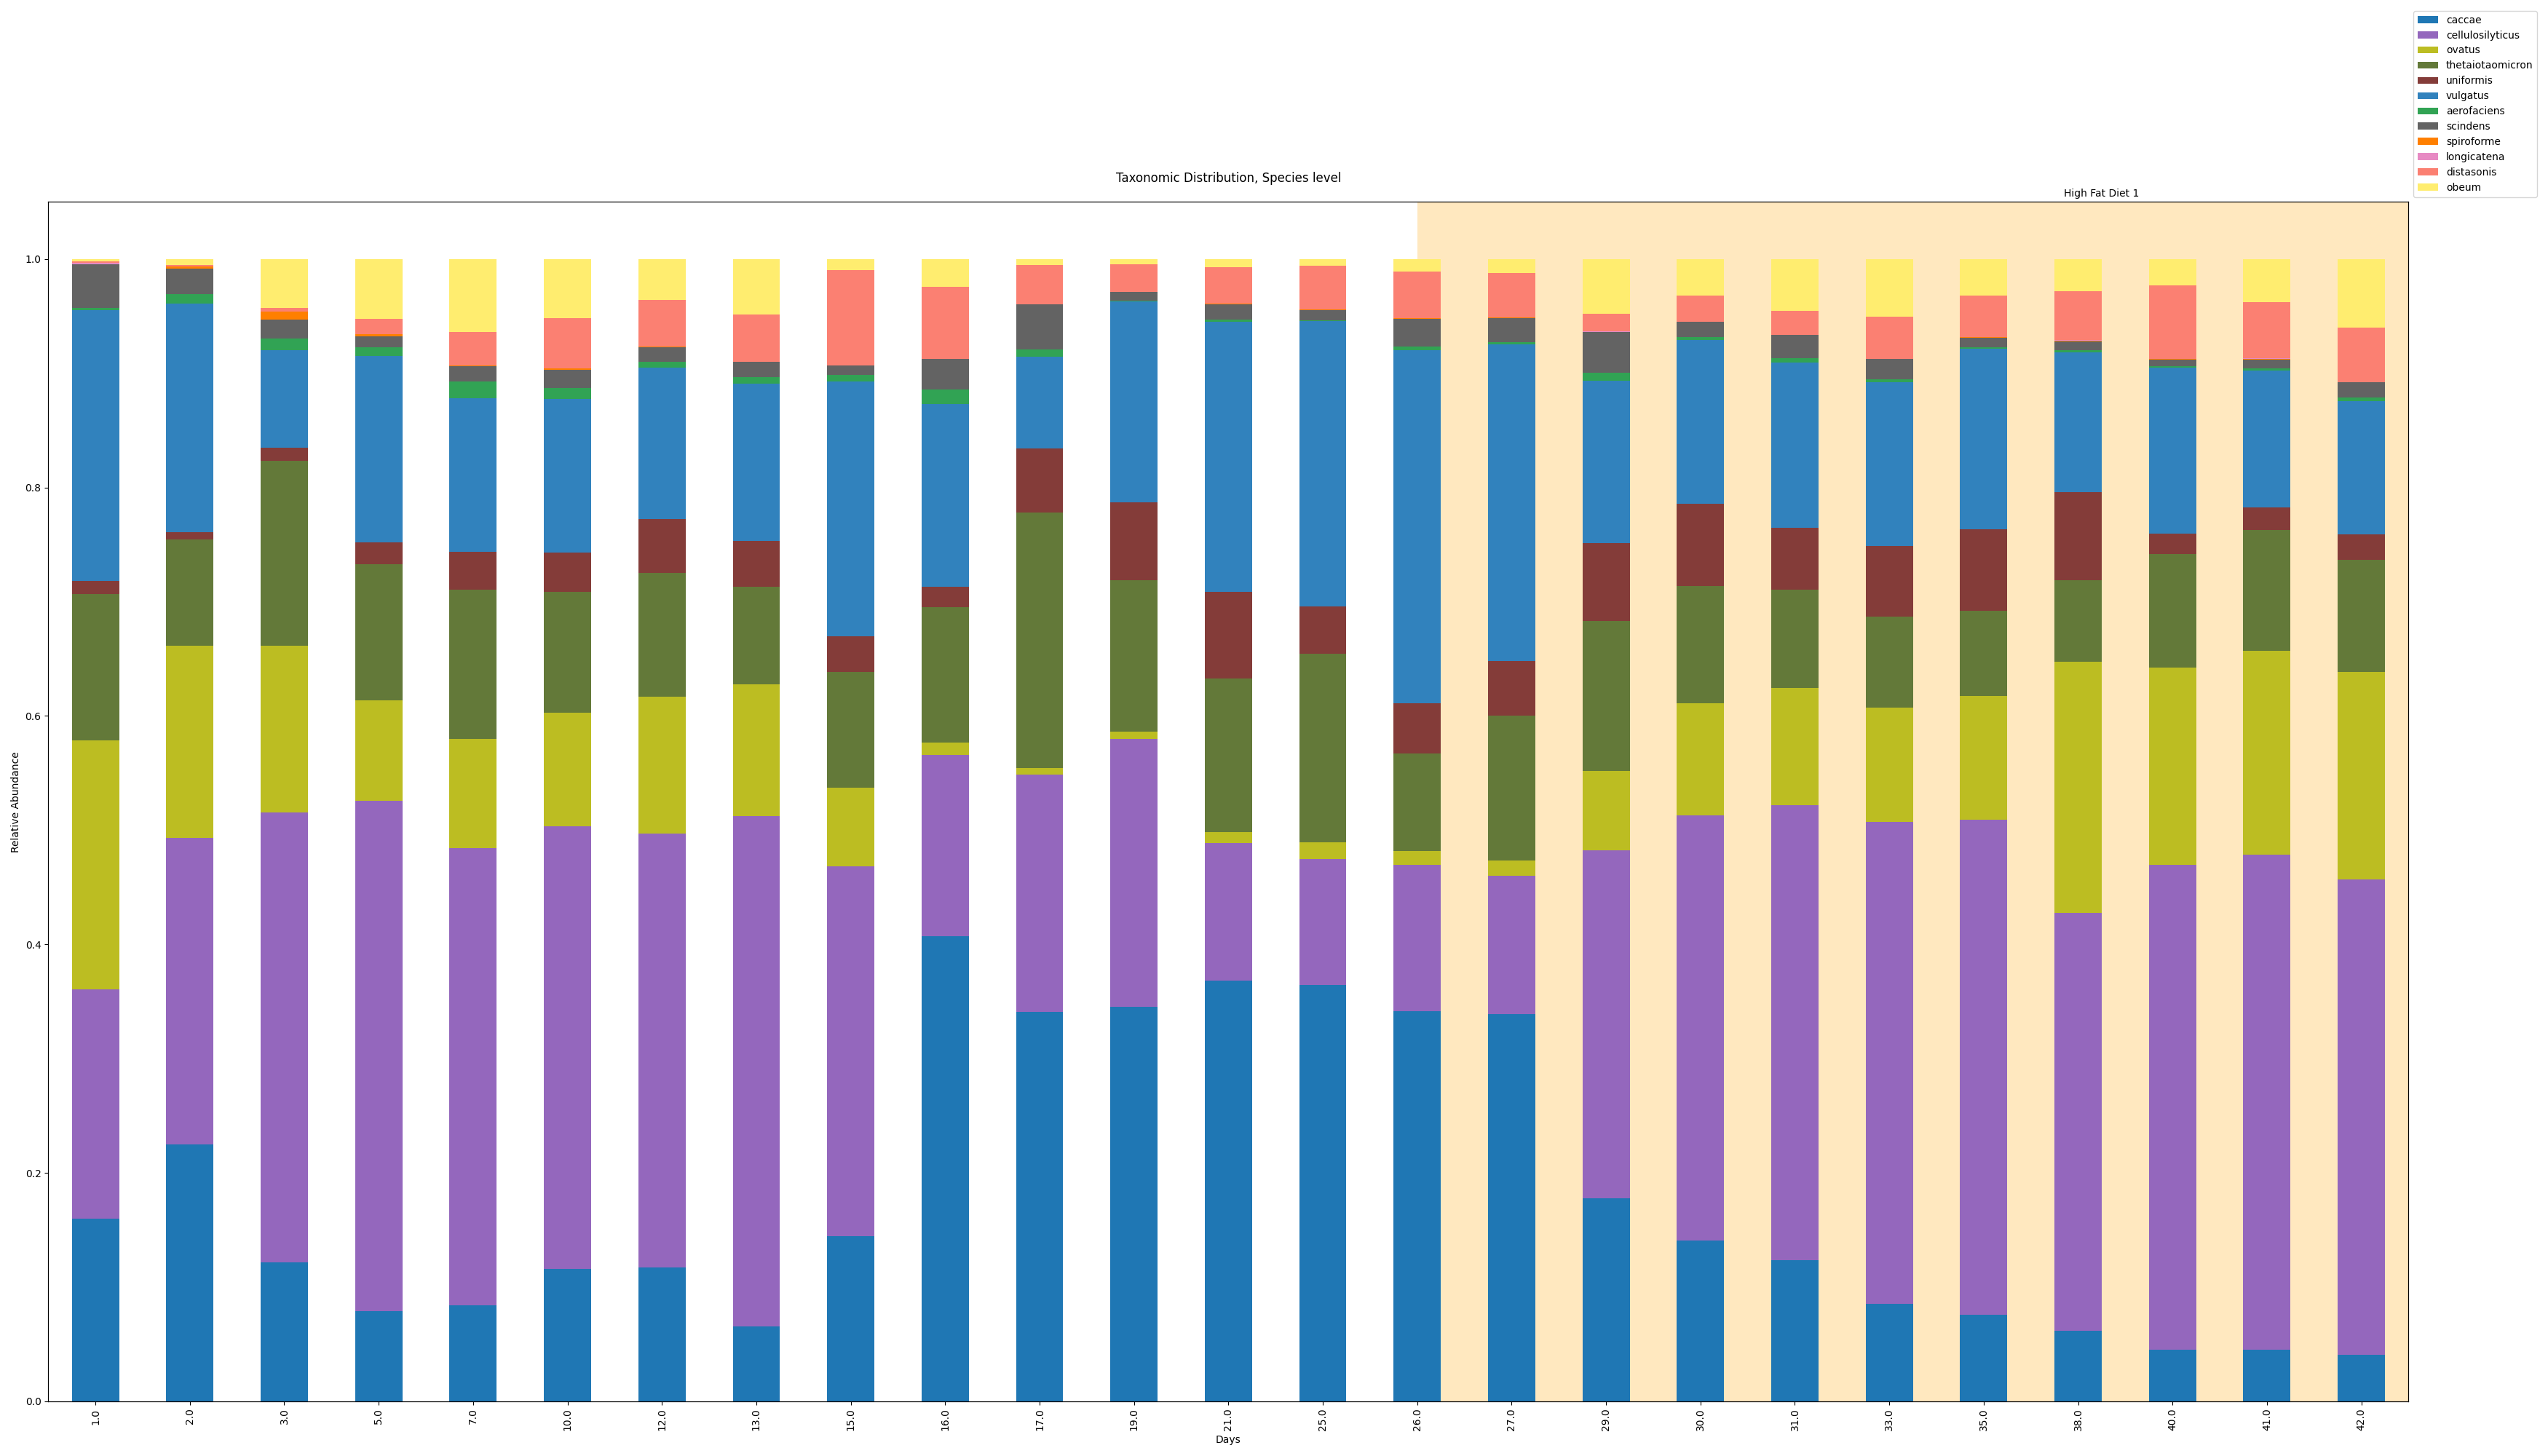 caccae
cellulosilyticus
ovatus
thetaiotaomicron
uniformis
vulgatus
aerofaciens
scindens
spiroforme
longicatena
distasonis
obeum
Taxonomic Distribution, Species level
High Fat Diet 1
1.0
0.8
0.6
0.4
0.2
0.0
Relative Abundance
1.0 2.0 3.0 5.0 7.0 10.0 12.0 13.0 15.0 16.0 17.0 19.0 21.0 25.0 26.0 27.0 29.0 30.0 31.0 33.0 35.0 38.0 40.0 41.0 42.0
Days